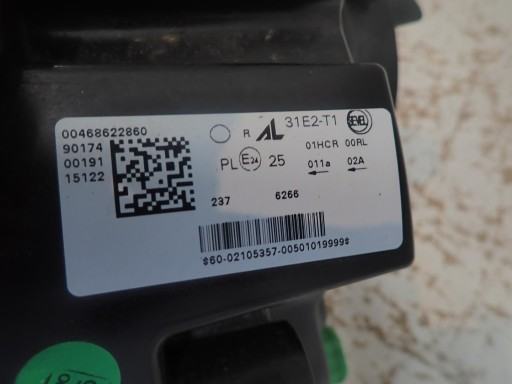 00468622860
90174
00191
15122
R AL 31E2-T1 SEVEL
01HCR 00RL
PL E24 25 011a 02A
237 6266
$60-02105357-00501019999$